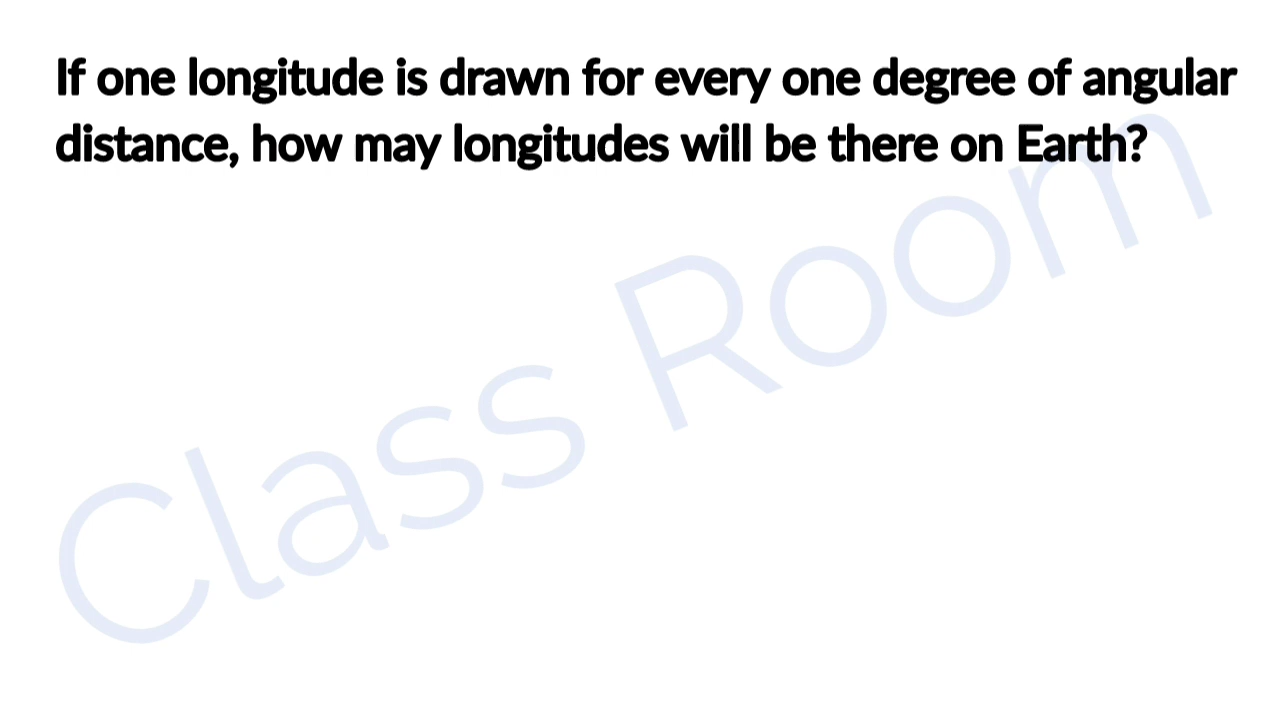 If one longitude is drawn for every one degree of angular
distance, how may longitudes will be there on Earth?
Class Room